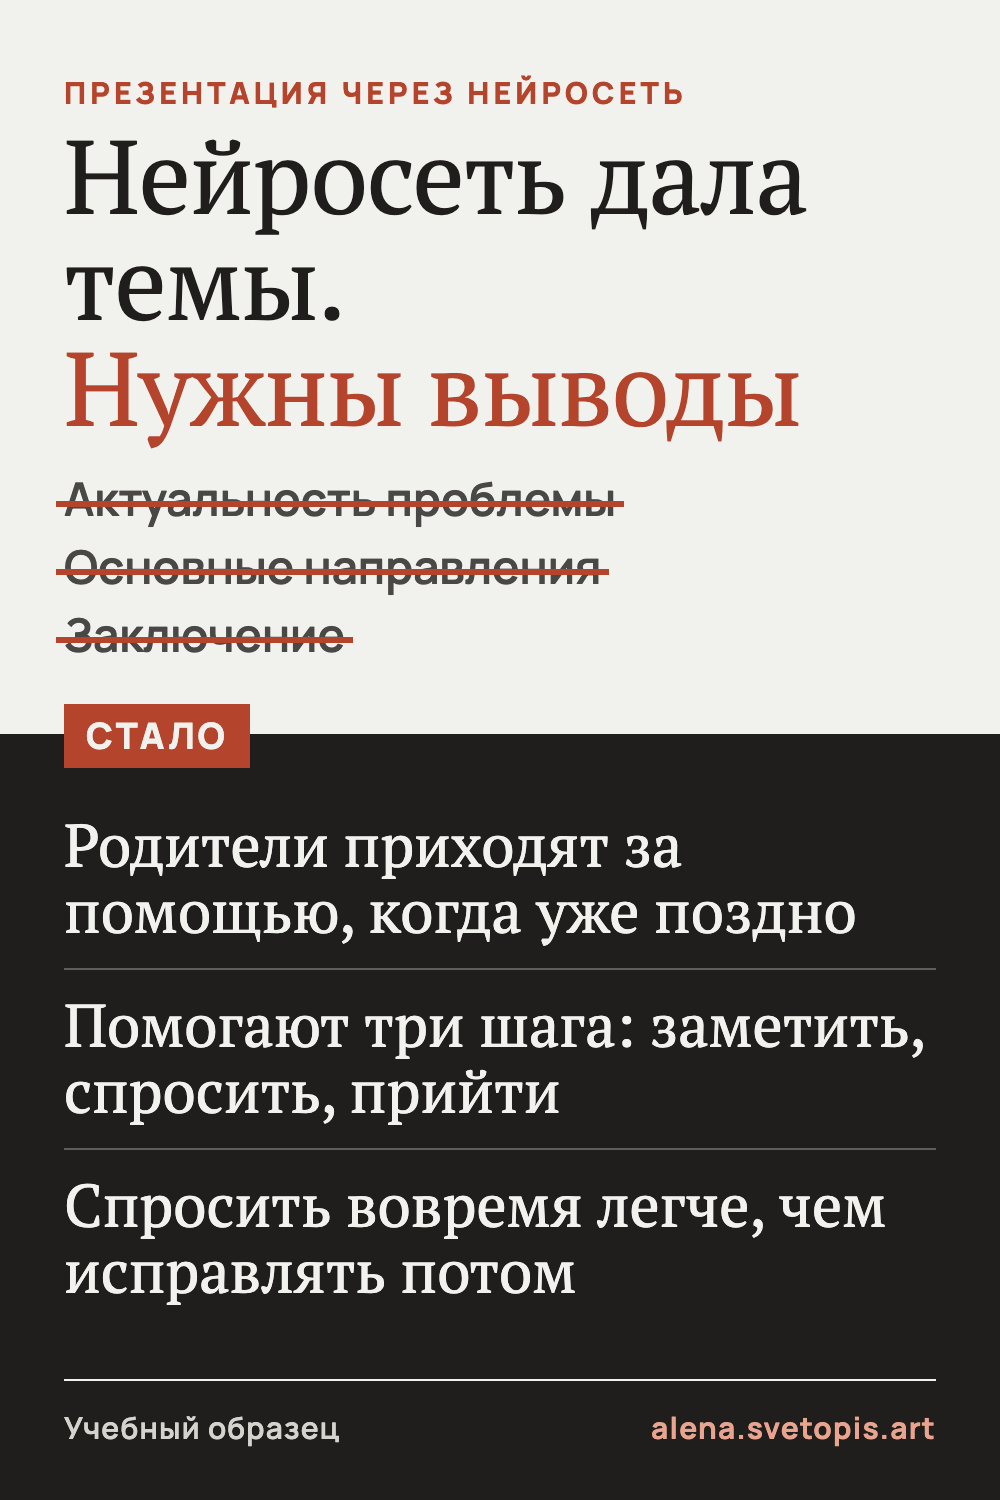 ПРЕЗЕНТАЦИЯ ЧЕРЕЗ НЕЙРОСЕТЬ
Нейросеть дала
темы.
Нужны выводы
Актуальность проблемы
Основные направления
Заключение
СТАЛО
Родители приходят за
помощью, когда уже поздно
Помогают три шага: заметить,
спросить, прийти
Спросить вовремя легче, чем
исправлять потом
Учебный образец
alena.svetopis.art